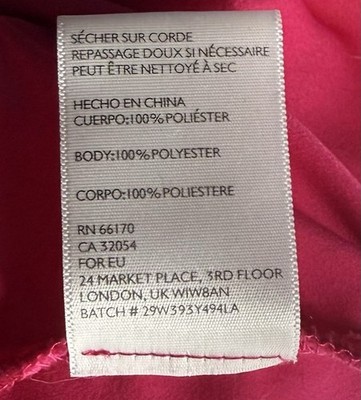 SÉCHER SUR CORDE
REPASSAGE DOUX SI NÉCESSAIRE
PEUT ÊTRE NETTOYÉ À SEC
HECHO EN CHINA
CUERPO:100% POLIÉSTER
BODY:100% POLYESTER
CORPO:100% POLIESTERE
RN 66170
CA 32054
FOR EU
24 MARKET PLACE, 3RD FLOOR
LONDON, UK WIW8AN
BATCH # 29W393Y494LA